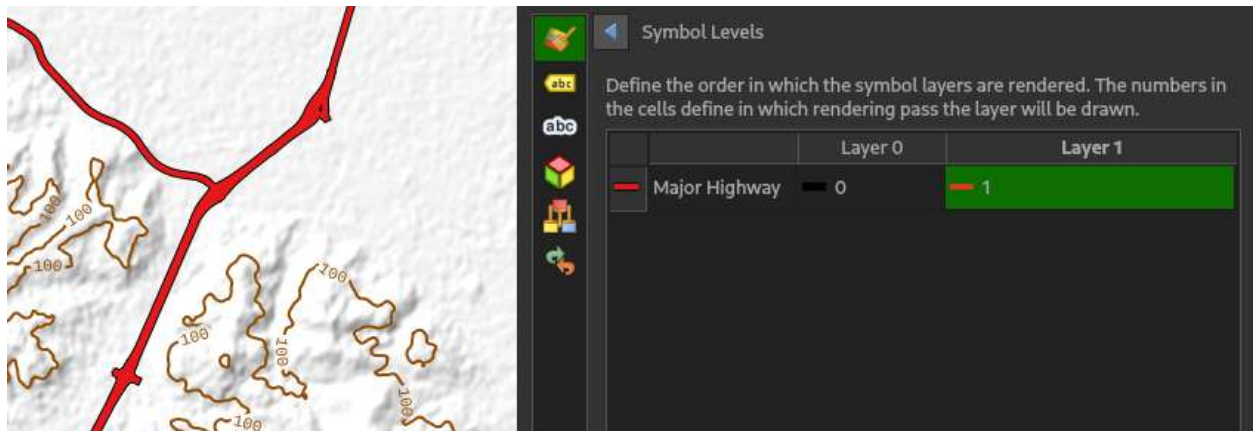 Symbol Levels
abc
Define the order in which the symbol layers are rendered. The numbers in
the cells define in which rendering pass the layer will be drawn.
abc
Layer 0 Layer 1
Major Highway 0 1
100
100
100
100
100
100
100
100